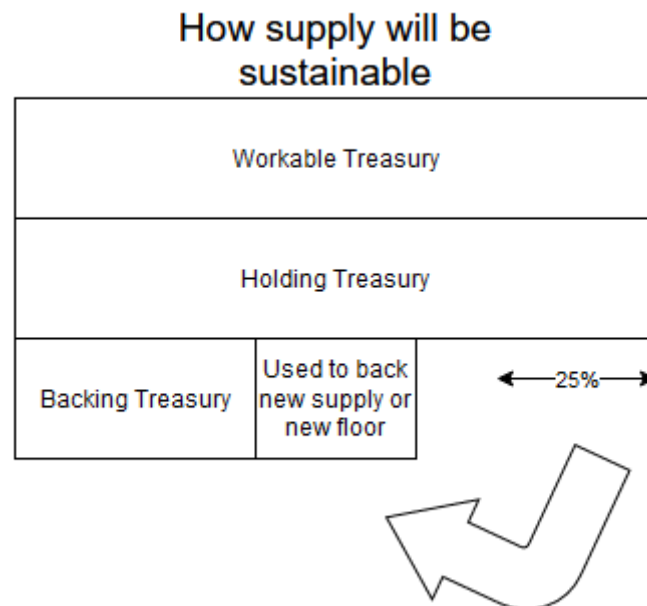 How supply will be
sustainable
Workable Treasury
Holding Treasury
Backing Treasury
Used to back
new supply or
new floor
25%